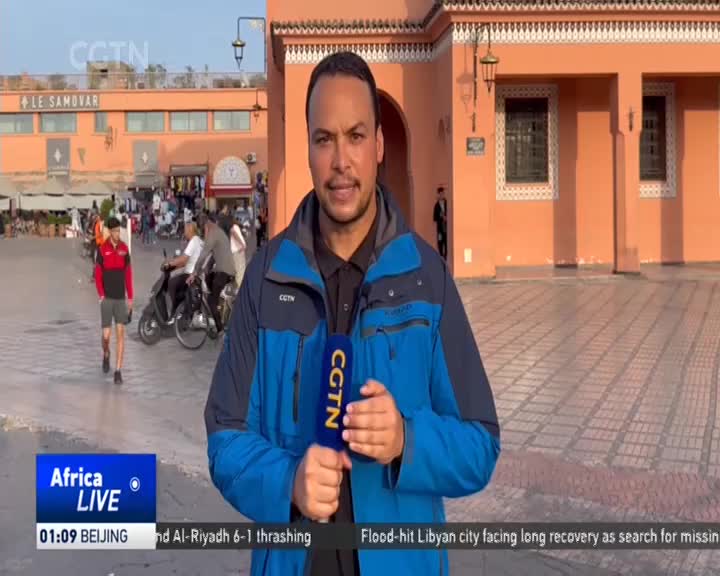 CGTN
LE SAMOVAR
CGTN
CGTN
Africa
LIVE
01:09 BEIJING
nd Al-Riyadh 6-1 thrashing Flood-hit Libyan city facing long recovery as search for missin